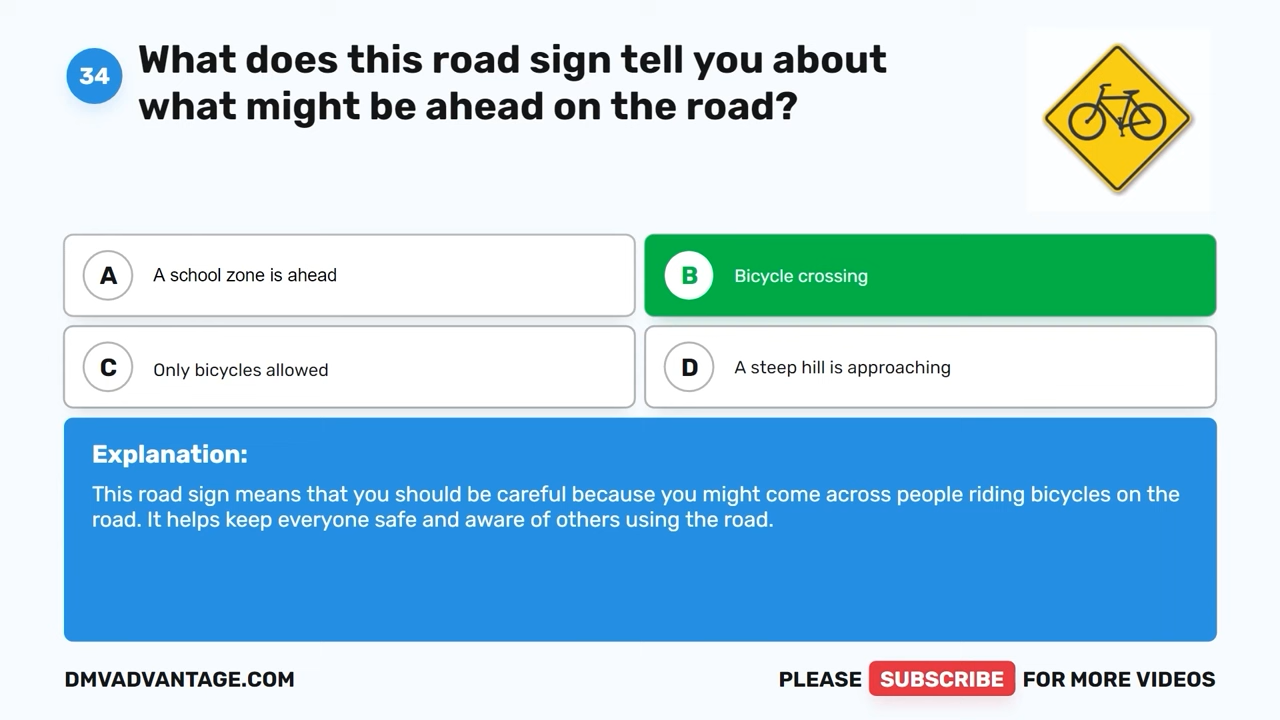 34
What does this road sign tell you about
what might be ahead on the road?
A
A school zone is ahead
B
Bicycle crossing
C
Only bicycles allowed
D
A steep hill is approaching
Explanation:
This road sign means that you should be careful because you might come across people riding bicycles on the
road. It helps keep everyone safe and aware of others using the road.
DMVADVANTAGE.COM
PLEASE SUBSCRIBE FOR MORE VIDEOS